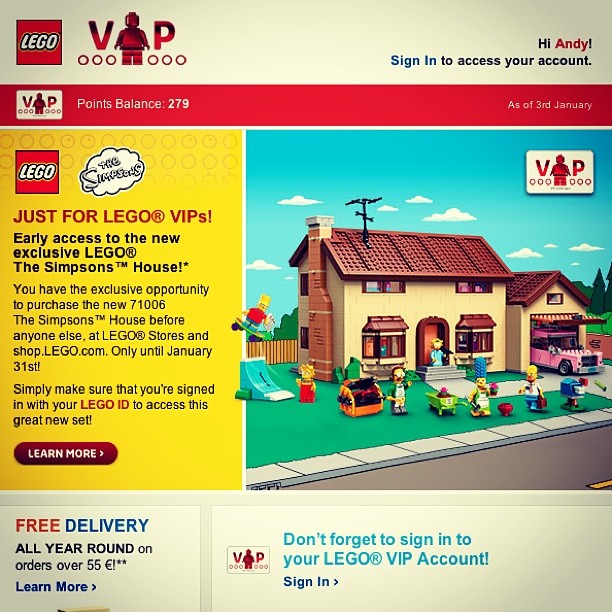 LEGO
VIP
Hi Andy!
Sign In to access your account.
VIP
Points Balance: 279
As of 3rd January
LEGO
THE
SIMPSONS
VIP
JUST FOR LEGO® VIPs!
Early access to the new
exclusive LEGO®
The Simpsons™ House!*
You have the exclusive opportunity
to purchase the new 71006
The Simpsons™ House before
anyone else, at LEGO® Stores and
shop.LEGO.com. Only until January
31st!
Simply make sure that you're signed
in with your LEGO ID to access this
great new set!
LEARN MORE ›
FREE DELIVERY
ALL YEAR ROUND on
orders over 55 €!**
Learn More ›
VIP
Don't forget to sign in to
your LEGO® VIP Account!
Sign In ›